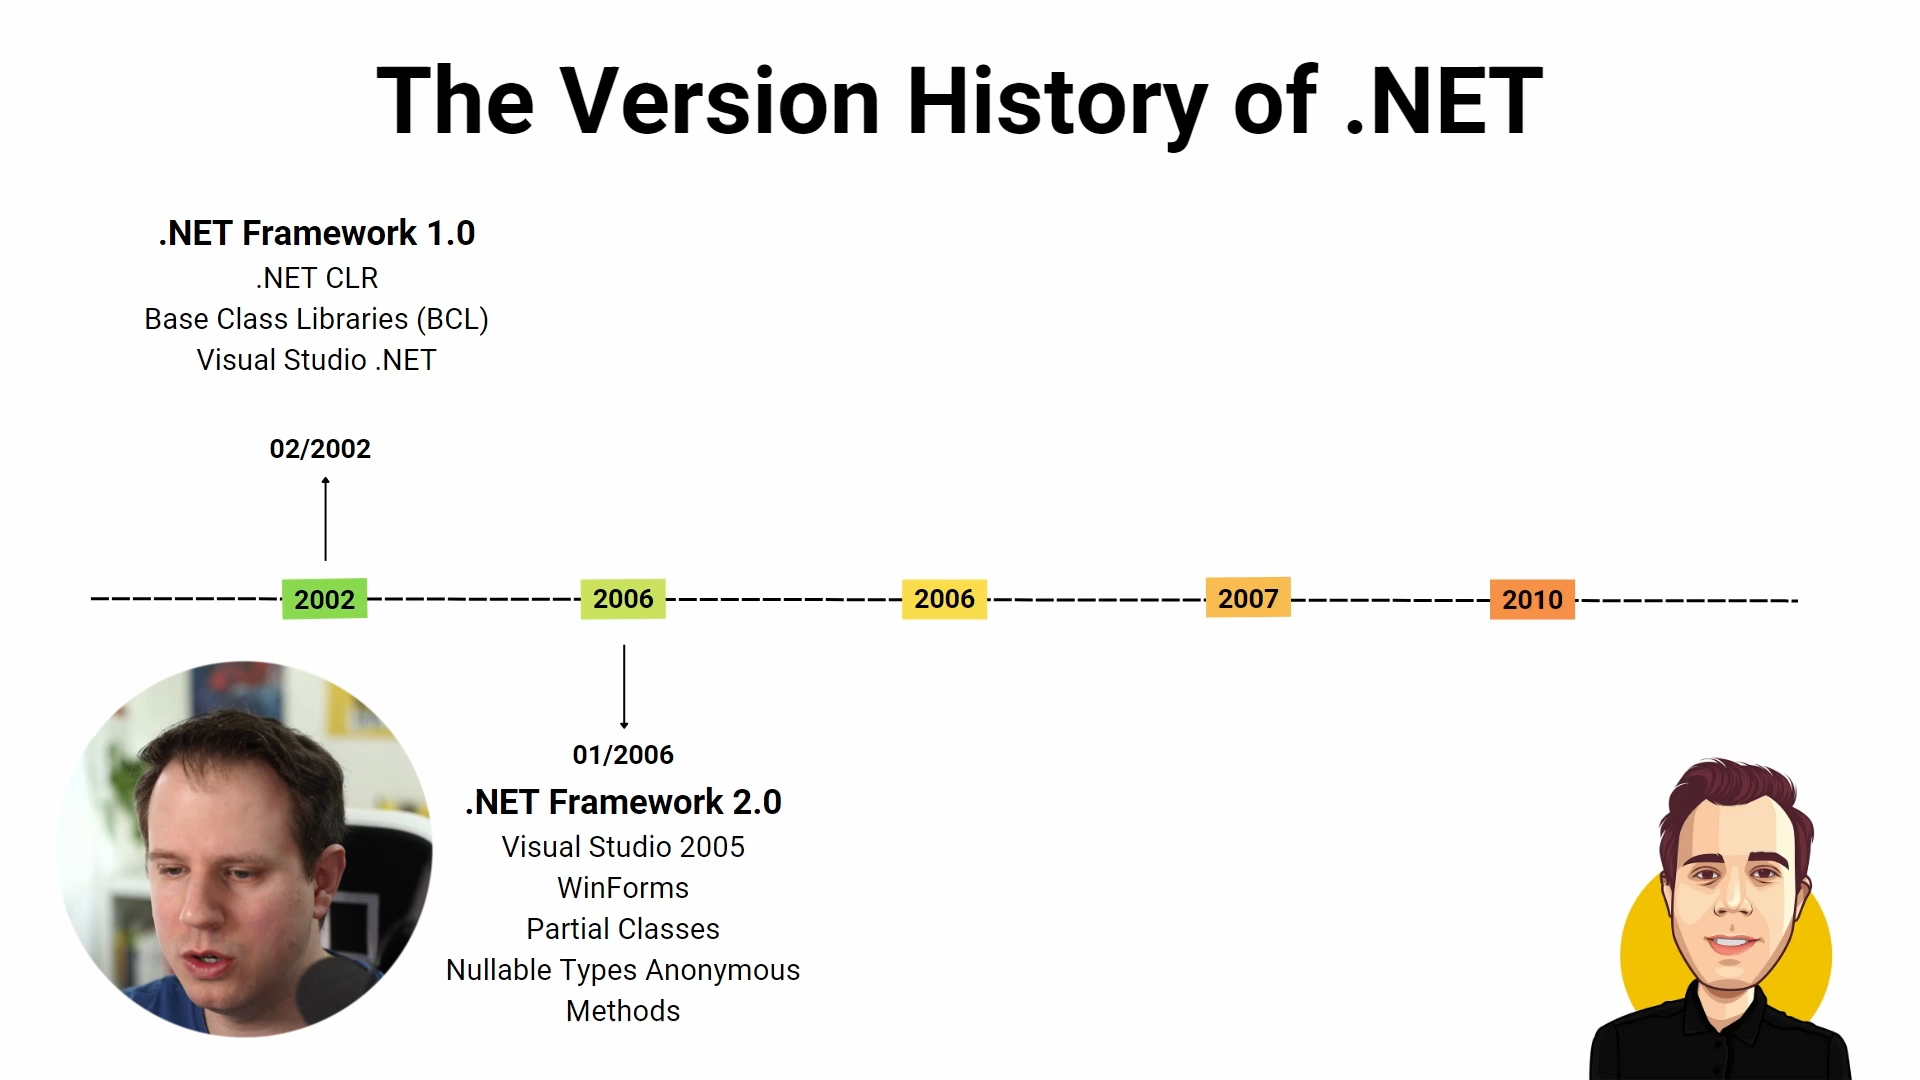 The Version History of .NET
.NET Framework 1.0
.NET CLR
Base Class Libraries (BCL)
Visual Studio .NET
02/2002
2002
2006
2006
2007
2010
01/2006
.NET Framework 2.0
Visual Studio 2005
WinForms
Partial Classes
Nullable Types Anonymous
Methods